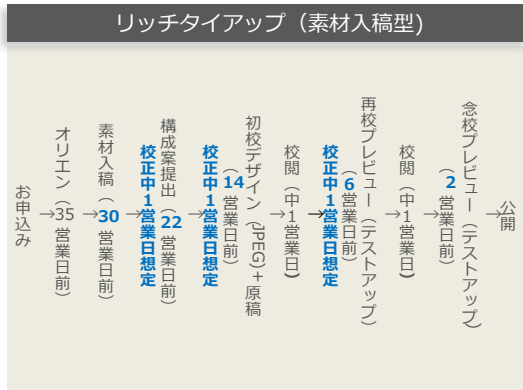 リッチタイアップ（素材入稿型)
お申込み
→
オリエン（35 営業日前）
→
素材入稿（30 営業日前）
→
校正中1営業日想定
構成案提出（22 営業日前）
→
校正中1営業日想定
初校デザイン（JPEG)＋原稿
（14営業日前）
→
校閲（中1営業日)
→
校正中1営業日想定
再校プレビュー（テストアップ）
（6営業日前）
→
校閲（中1営業日）
→
念校プレビュー（テストアップ）
（2営業日前）
→
公開